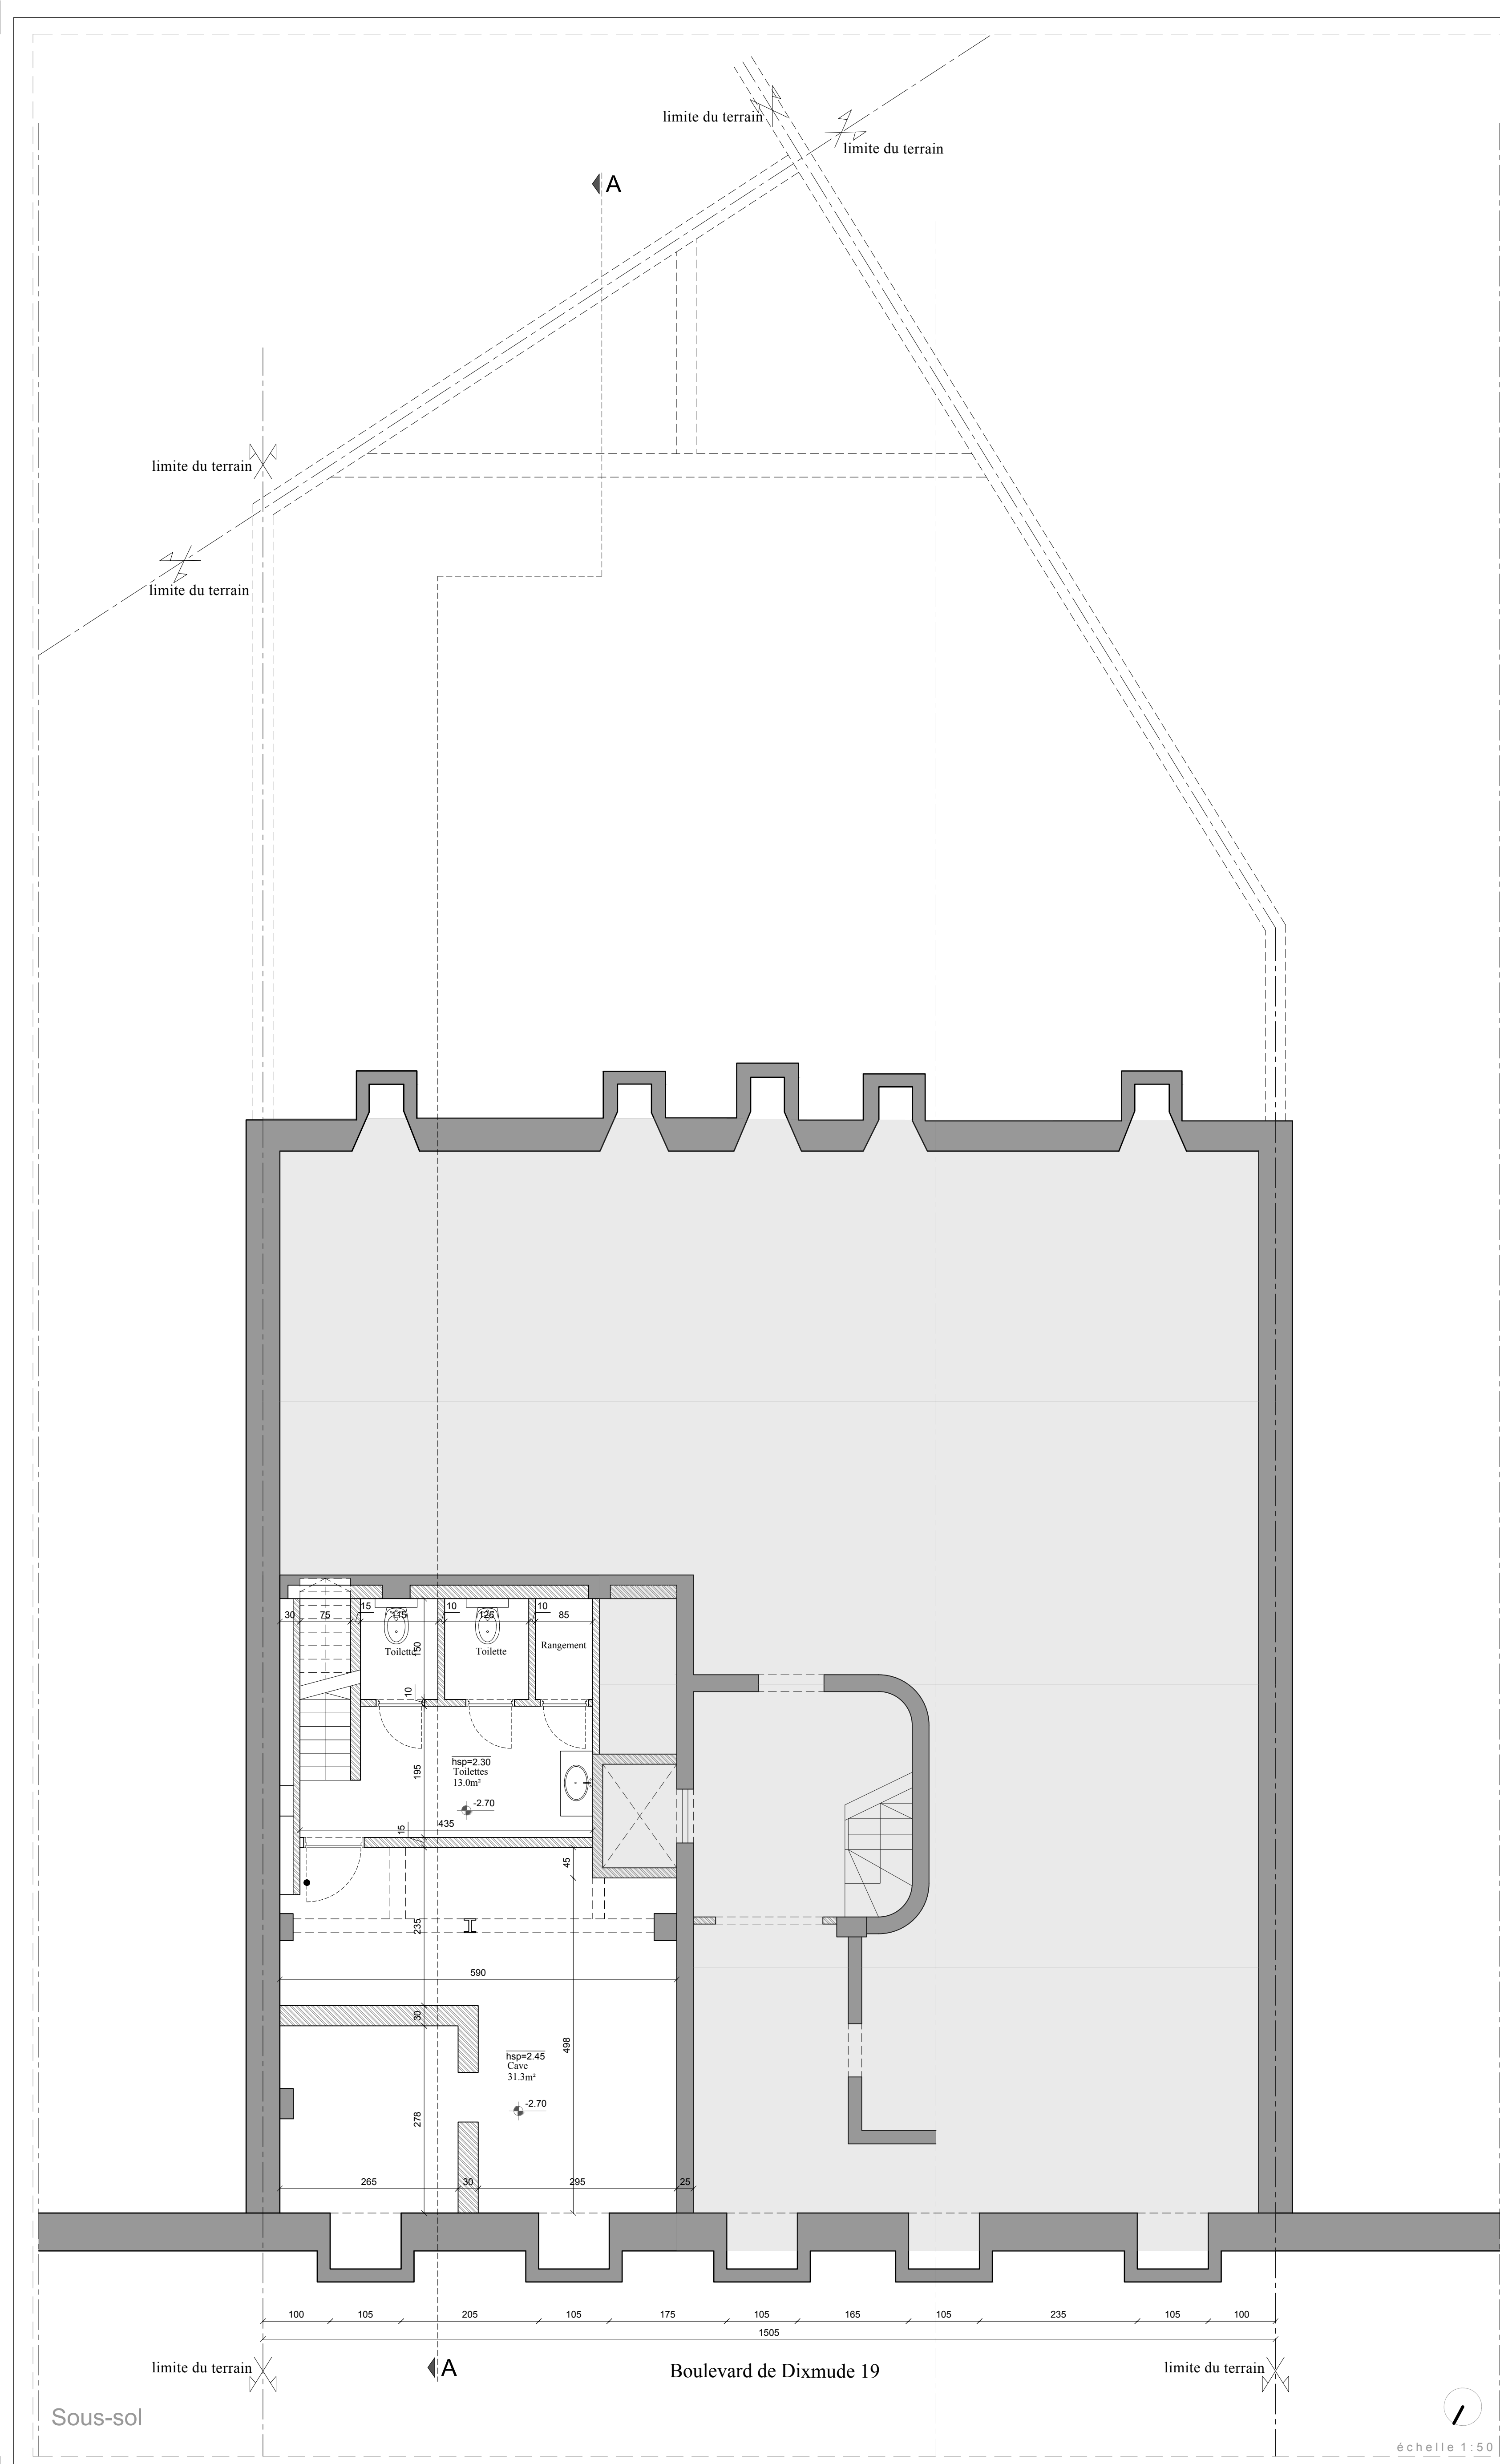 limite du terrain
limite du terrain
A
limite du terrain
limite du terrain
30
75
15
115
10
125
10
85
150
Toilette
Toilette
Rangement
10
hsp=2.30
Toilettes
13.0m²
195
-2.70
435
15
45
235
590
30
498
hsp=2.45
Cave
31.3m²
-2.70
278
265
30
295
25
100
105
205
105
175
105
165
105
235
105
100
1505
limite du terrain
A
Boulevard de Dixmude 19
limite du terrain
Sous-sol
échelle 1:50